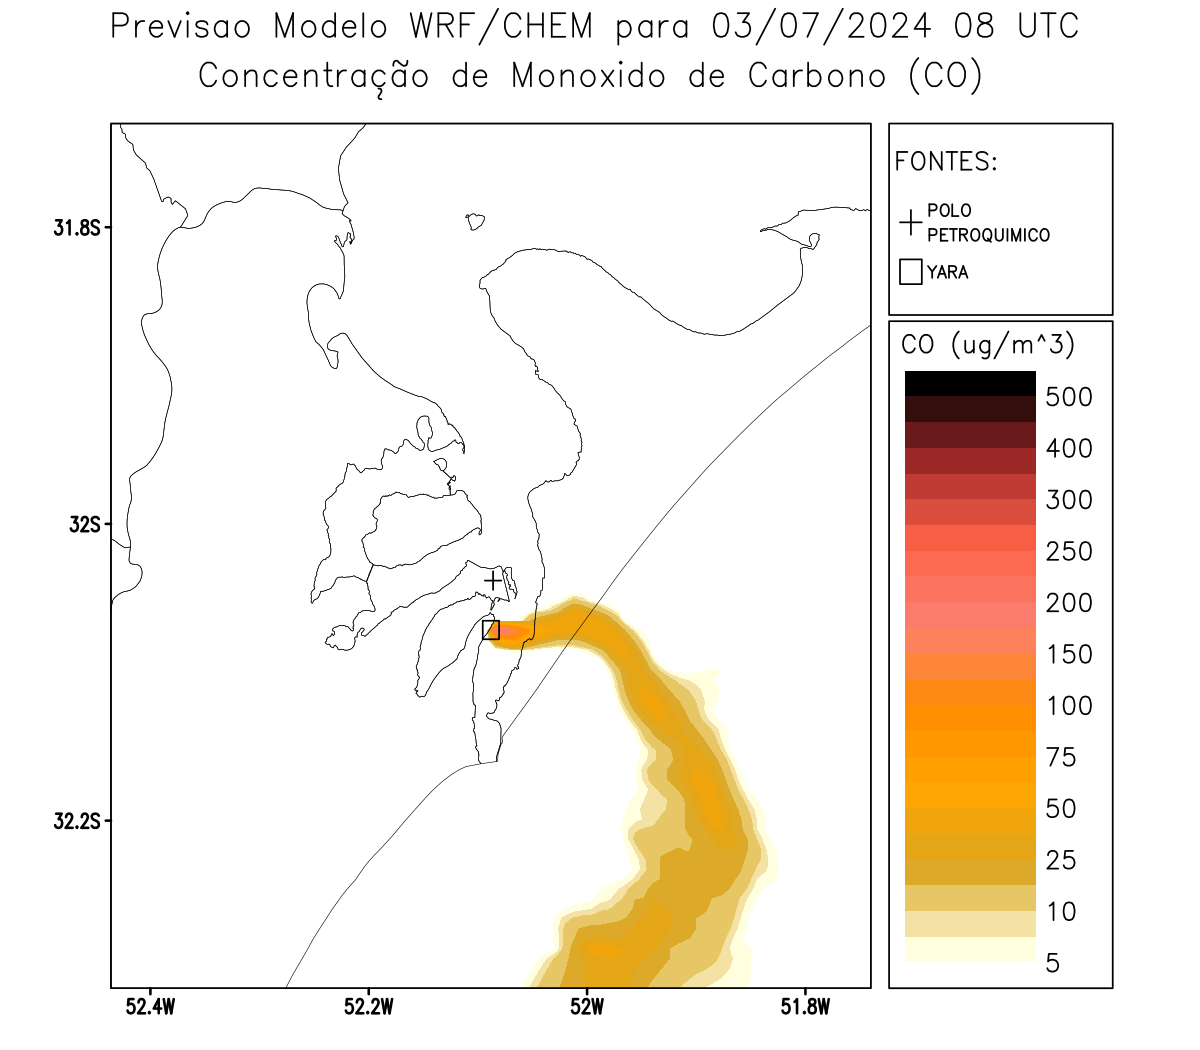 Previsao Modelo WRF/CHEM para 03/07/2024 08 UTC
Concentração de Monoxido de Carbono (CO)
FONTES:
POLO
PETROQUIMICO
YARA
CO (ug/m^3)
500
400
300
250
200
150
100
75
50
25
10
5
31.8S
32S
32.2S
52.4W
52.2W
52W
51.8W